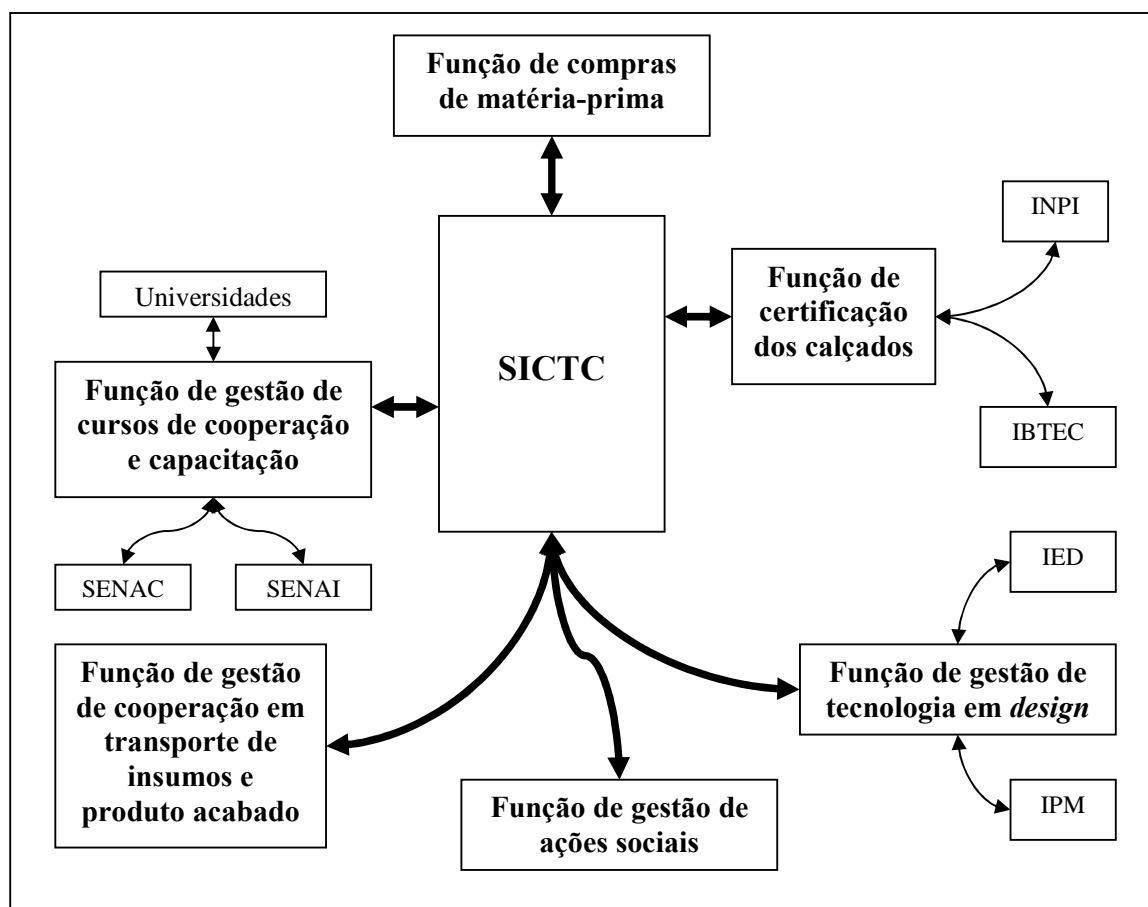 Função de compras
de matéria-prima
INPI
SICTC
Função de
certificação
dos calçados
Universidades
Função de gestão de
cursos de cooperação
e capacitação
IBTEC
SENAC
SENAI
IED
Função de gestão
de cooperação em
transporte de
insumos e
produto acabado
Função de gestão de
tecnologia em design
Função de gestão de
ações sociais
IPM